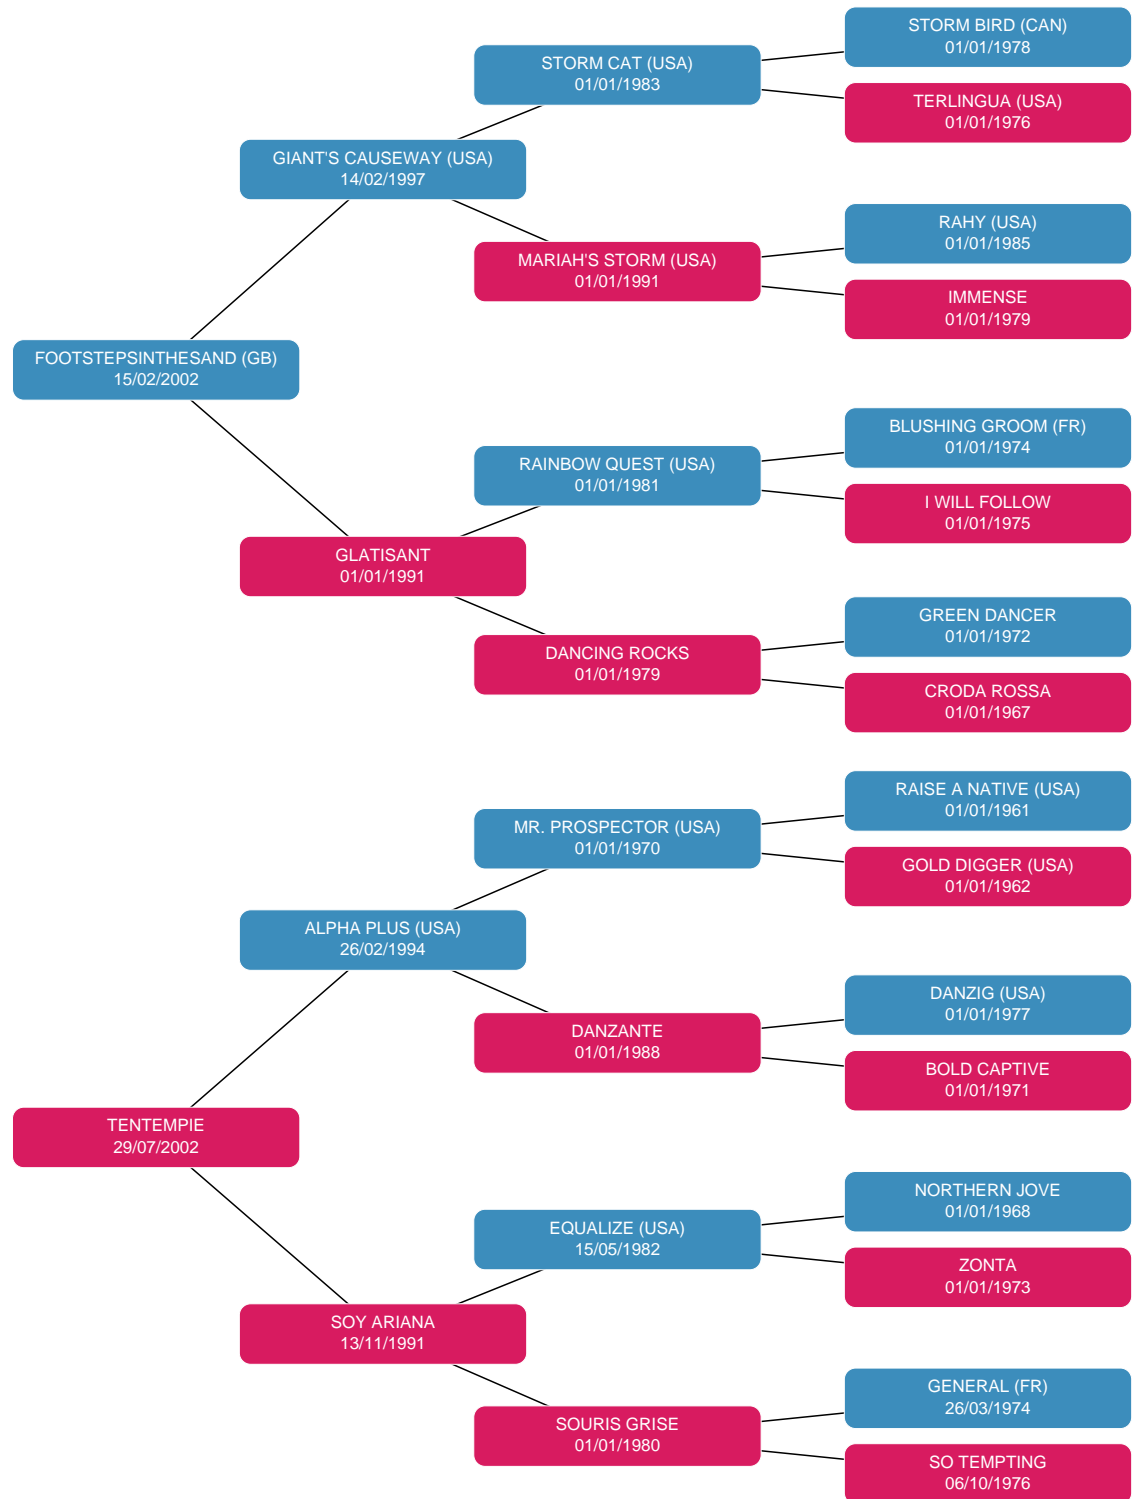 STORM BIRD (CAN)
01/01/1978
STORM CAT (USA)
01/01/1983
TERLINGUA (USA)
01/01/1976
GIANT'S CAUSEWAY (USA)
14/02/1997
RAHY (USA)
01/01/1985
MARIAH'S STORM (USA)
01/01/1991
IMMENSE
01/01/1979
FOOTSTEPSINTHESAND (GB)
15/02/2002
BLUSHING GROOM (FR)
01/01/1974
RAINBOW QUEST (USA)
01/01/1981
I WILL FOLLOW
01/01/1975
GLATISANT
01/01/1991
GREEN DANCER
01/01/1972
DANCING ROCKS
01/01/1979
CRODA ROSSA
01/01/1967
RAISE A NATIVE (USA)
01/01/1961
MR. PROSPECTOR (USA)
01/01/1970
GOLD DIGGER (USA)
01/01/1962
ALPHA PLUS (USA)
26/02/1994
DANZIG (USA)
01/01/1977
DANZANTE
01/01/1988
BOLD CAPTIVE
01/01/1971
TENTEMPIE
29/07/2002
NORTHERN JOVE
01/01/1968
EQUALIZE (USA)
15/05/1982
ZONTA
01/01/1973
SOY ARIANA
13/11/1991
GENERAL (FR)
26/03/1974
SOURIS GRISE
01/01/1980
SO TEMPTING
06/10/1976